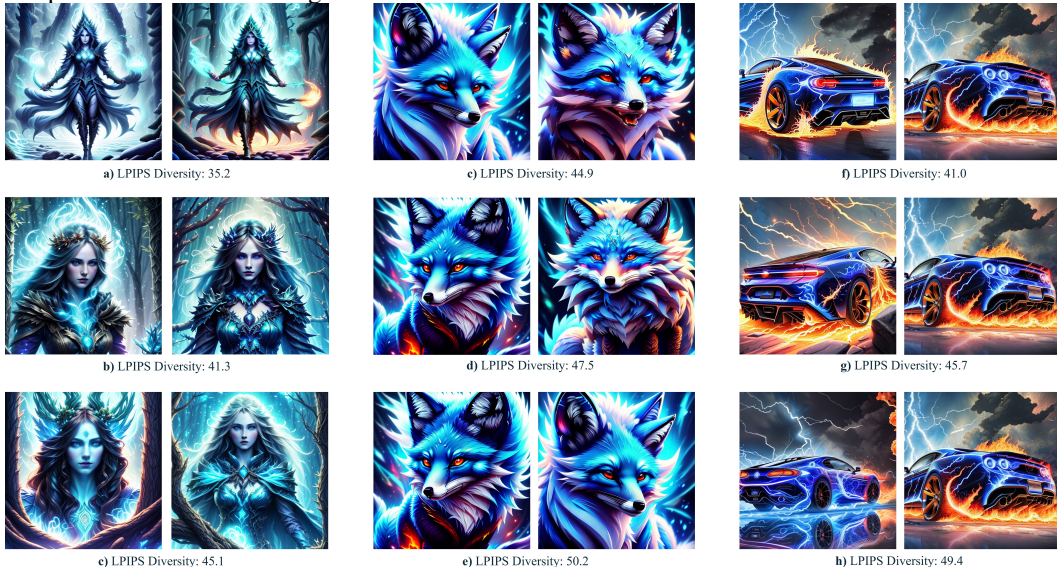 a) LPIPS Diversity: 35.2
c) LPIPS Diversity: 44.9
f) LPIPS Diversity: 41.0
b) LPIPS Diversity: 41.3
d) LPIPS Diversity: 47.5
g) LPIPS Diversity: 45.7
c) LPIPS Diversity: 45.1
e) LPIPS Diversity: 50.2
h) LPIPS Diversity: 49.4